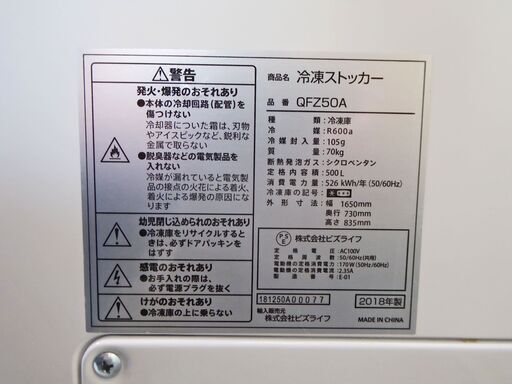 警告
発火・爆発のおそれあり
●本体の冷却回路(配管)を
傷つけない
冷却器についた霜は、刃物
やアイスピックなど、鋭利な
金属で取らない
●脱臭器などの電気製品を
入れない
冷媒が漏れていると電気製品
の接点の火花による着火、
着火により爆発の原因になり
ます
幼児閉じ込められのおそれあり
●冷凍庫をリサイクルすると
きは、必ずドアパッキンを
はずす
感電のおそれあり
●お手入れの際は、必
ず電源プラグを抜く
けがのおそれあり
●冷凍庫の上に乗らない
商品名 冷凍ストッカー
品番 QFZ50A
種類:冷凍庫
冷媒:R600a
冷媒封入量:105g
質量:70kg
断熱発泡ガス:シクロペンタン
定格内容積:500L
消費電力量:526 kWh/年(50/60Hz)
冷凍庫の記号:
外形寸法:幅 1650mm
奥行 730mm
高さ 835mm
PSE 株式会社ビズライフ
定格電圧:AC100V
定格周波数:50/60Hz(共用)
電動機の定格消費電力:170W(50Hz/60Hz)
電動機の定格消費電流:2.35A
製造番号:E-01
181250A00077
2018年製
輸入販売元
株式会社ビズライフ
MADE IN CHINA